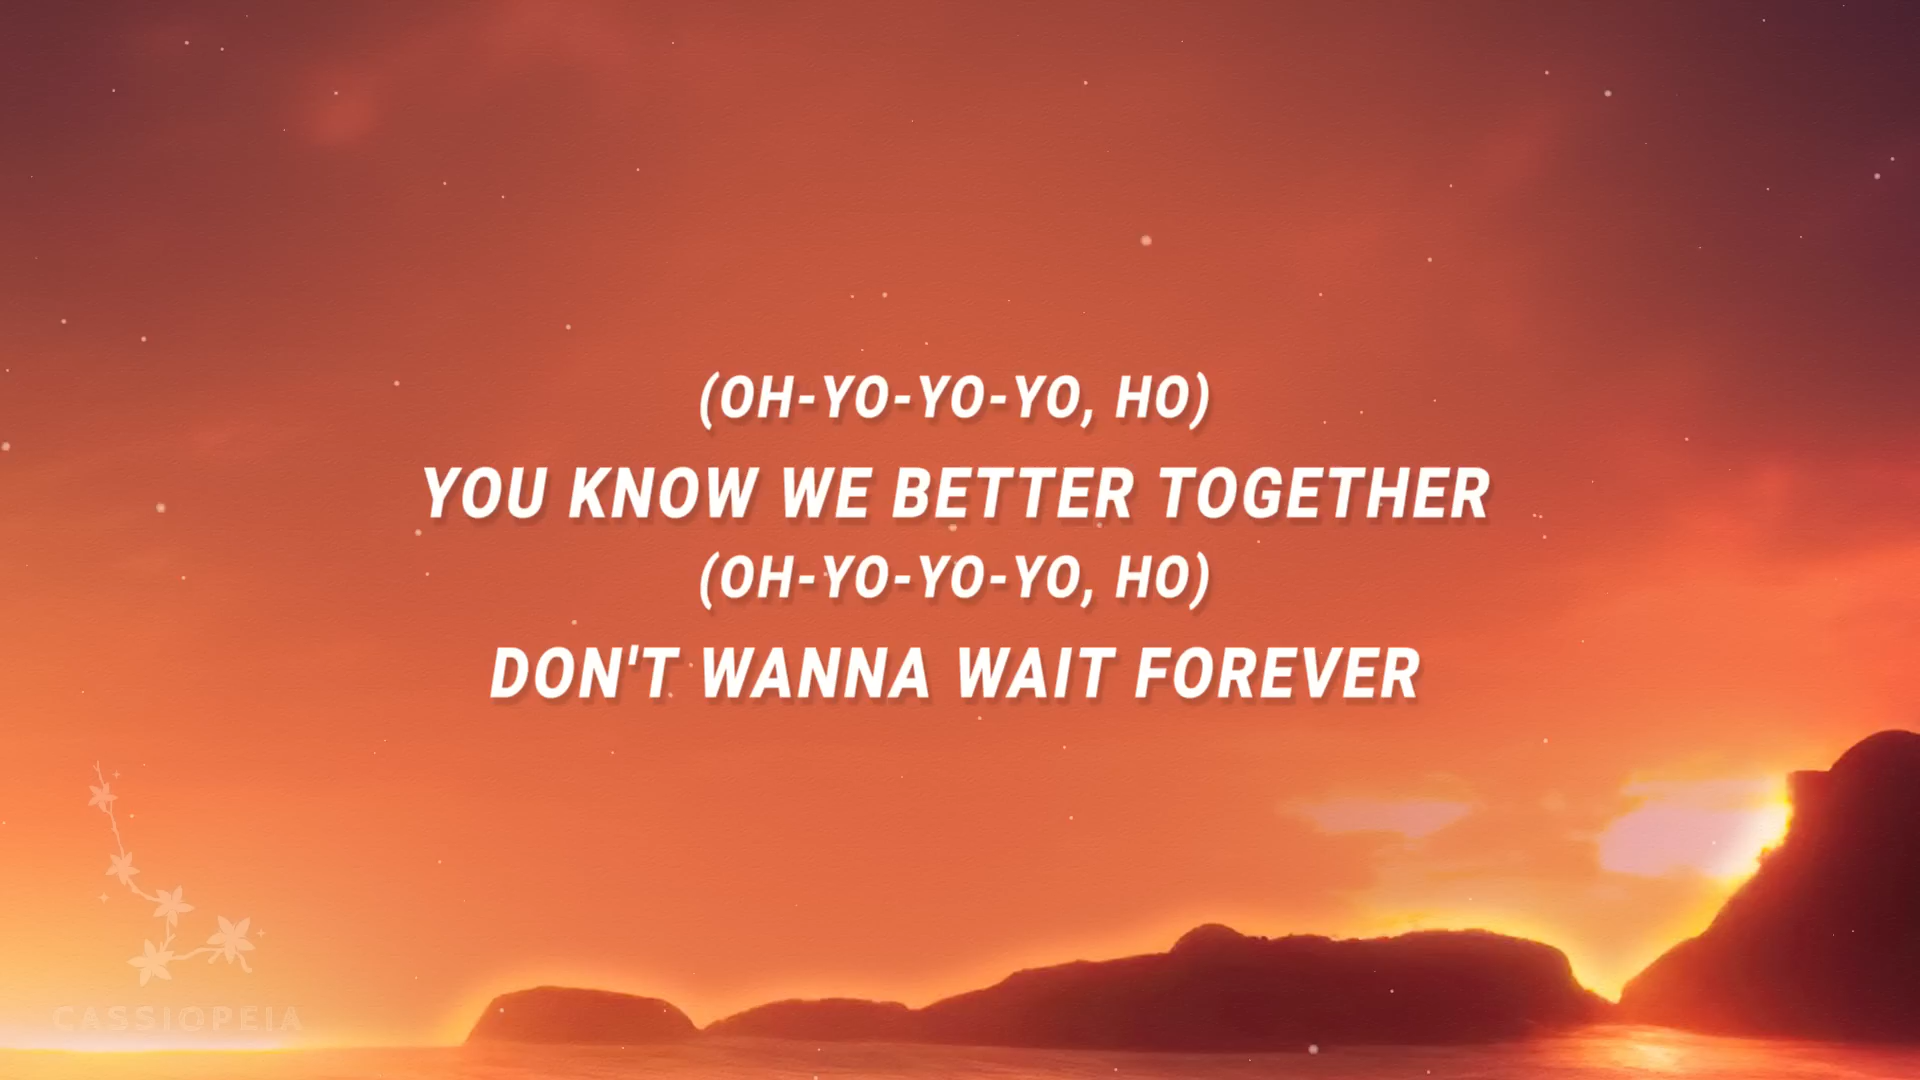 (OH-YO-YO-YO, HO)
YOU KNOW WE BETTER TOGETHER
(OH-YO-YO-YO, HO)
DON'T WANNA WAIT FOREVER
CASSIOPEIA